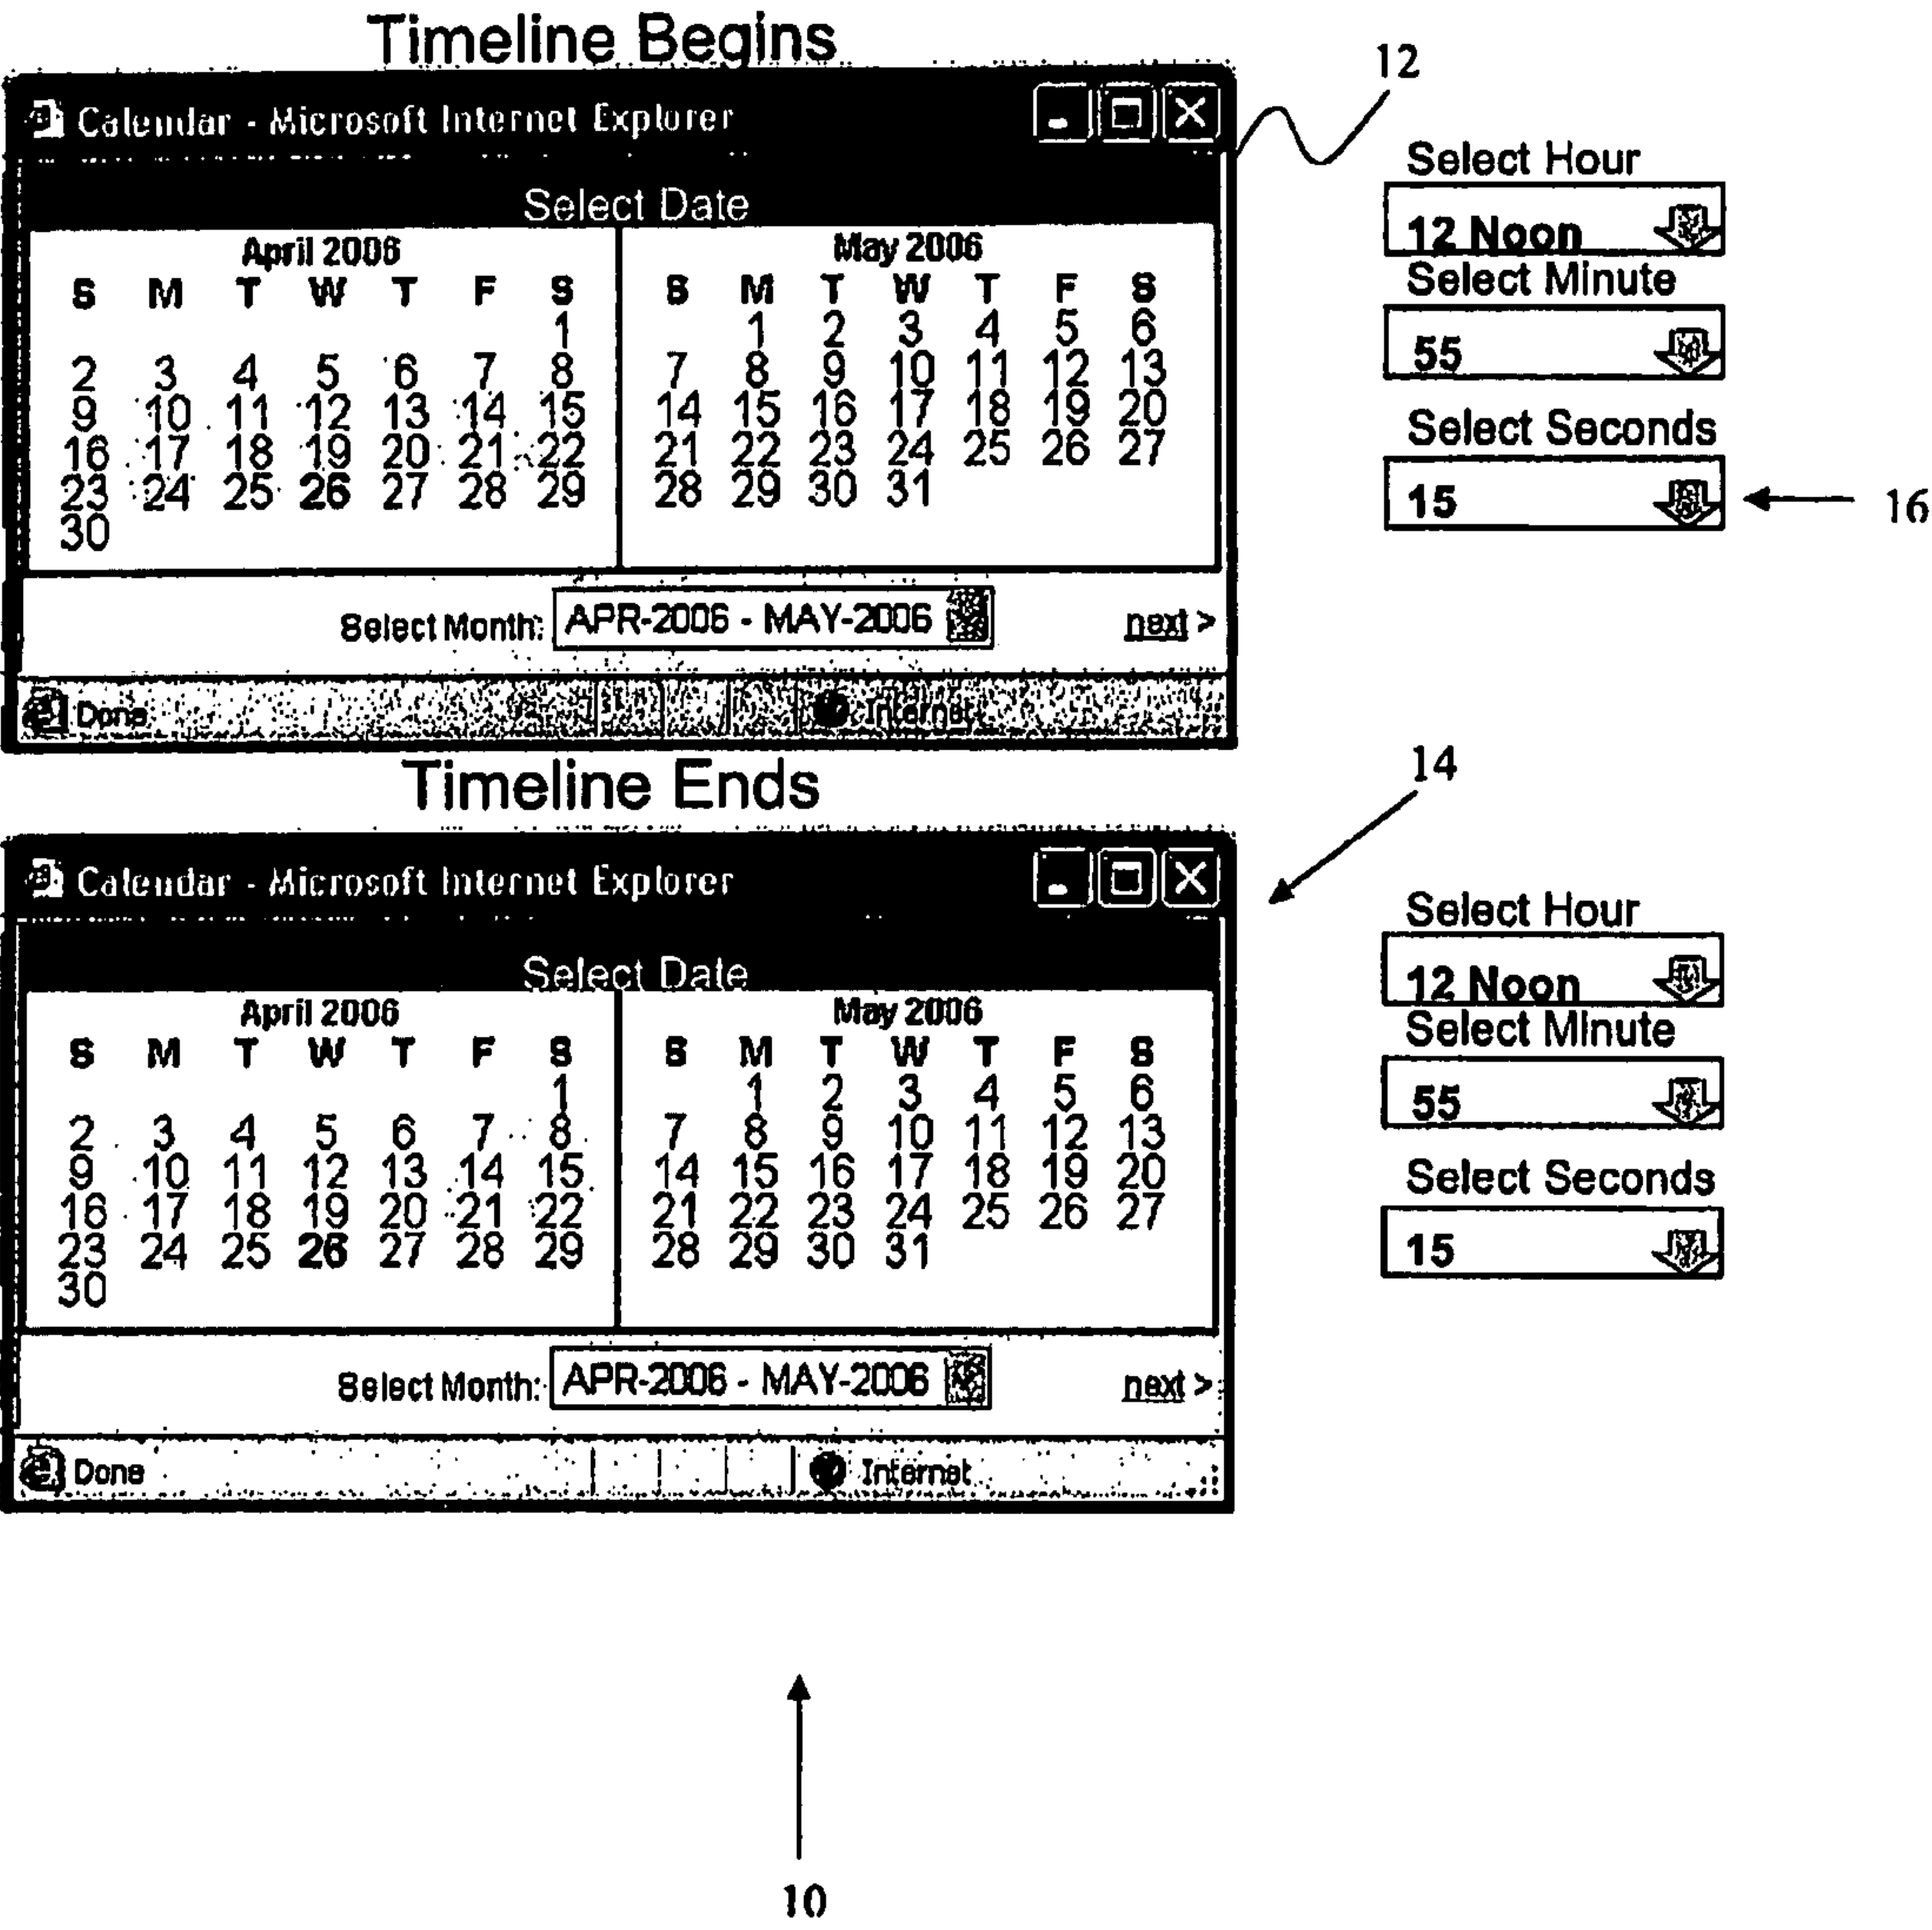 Timeline Begins
12
Calendar - Microsoft Internet Explorer
Select Date
April 2006
S M T W T F S
1
2 3 4 5 6 7 8
9 10 11 12 13 14 15
16 17 18 19 20 21 22
23 24 25 26 27 28 29
30
May 2006
S M T W T F S
1 2 3 4 5 6
7 8 9 10 11 12 13
14 15 16 17 18 19 20
21 22 23 24 25 26 27
28 29 30 31
Select Month: APR-2006 - MAY-2006 next >
Done Internet
Select Hour
12 Noon
Select Minute
55
Select Seconds
15
16
Timeline Ends
14
Calendar - Microsoft Internet Explorer
Select Date
April 2006
S M T W T F S
1
2 3 4 5 6 7 8
9 10 11 12 13 14 15
16 17 18 19 20 21 22
23 24 25 26 27 28 29
30
May 2006
S M T W T F S
1 2 3 4 5 6
7 8 9 10 11 12 13
14 15 16 17 18 19 20
21 22 23 24 25 26 27
28 29 30 31
Select Month: APR-2006 - MAY-2006 next >
Done Internet
Select Hour
12 Noon
Select Minute
55
Select Seconds
15
10